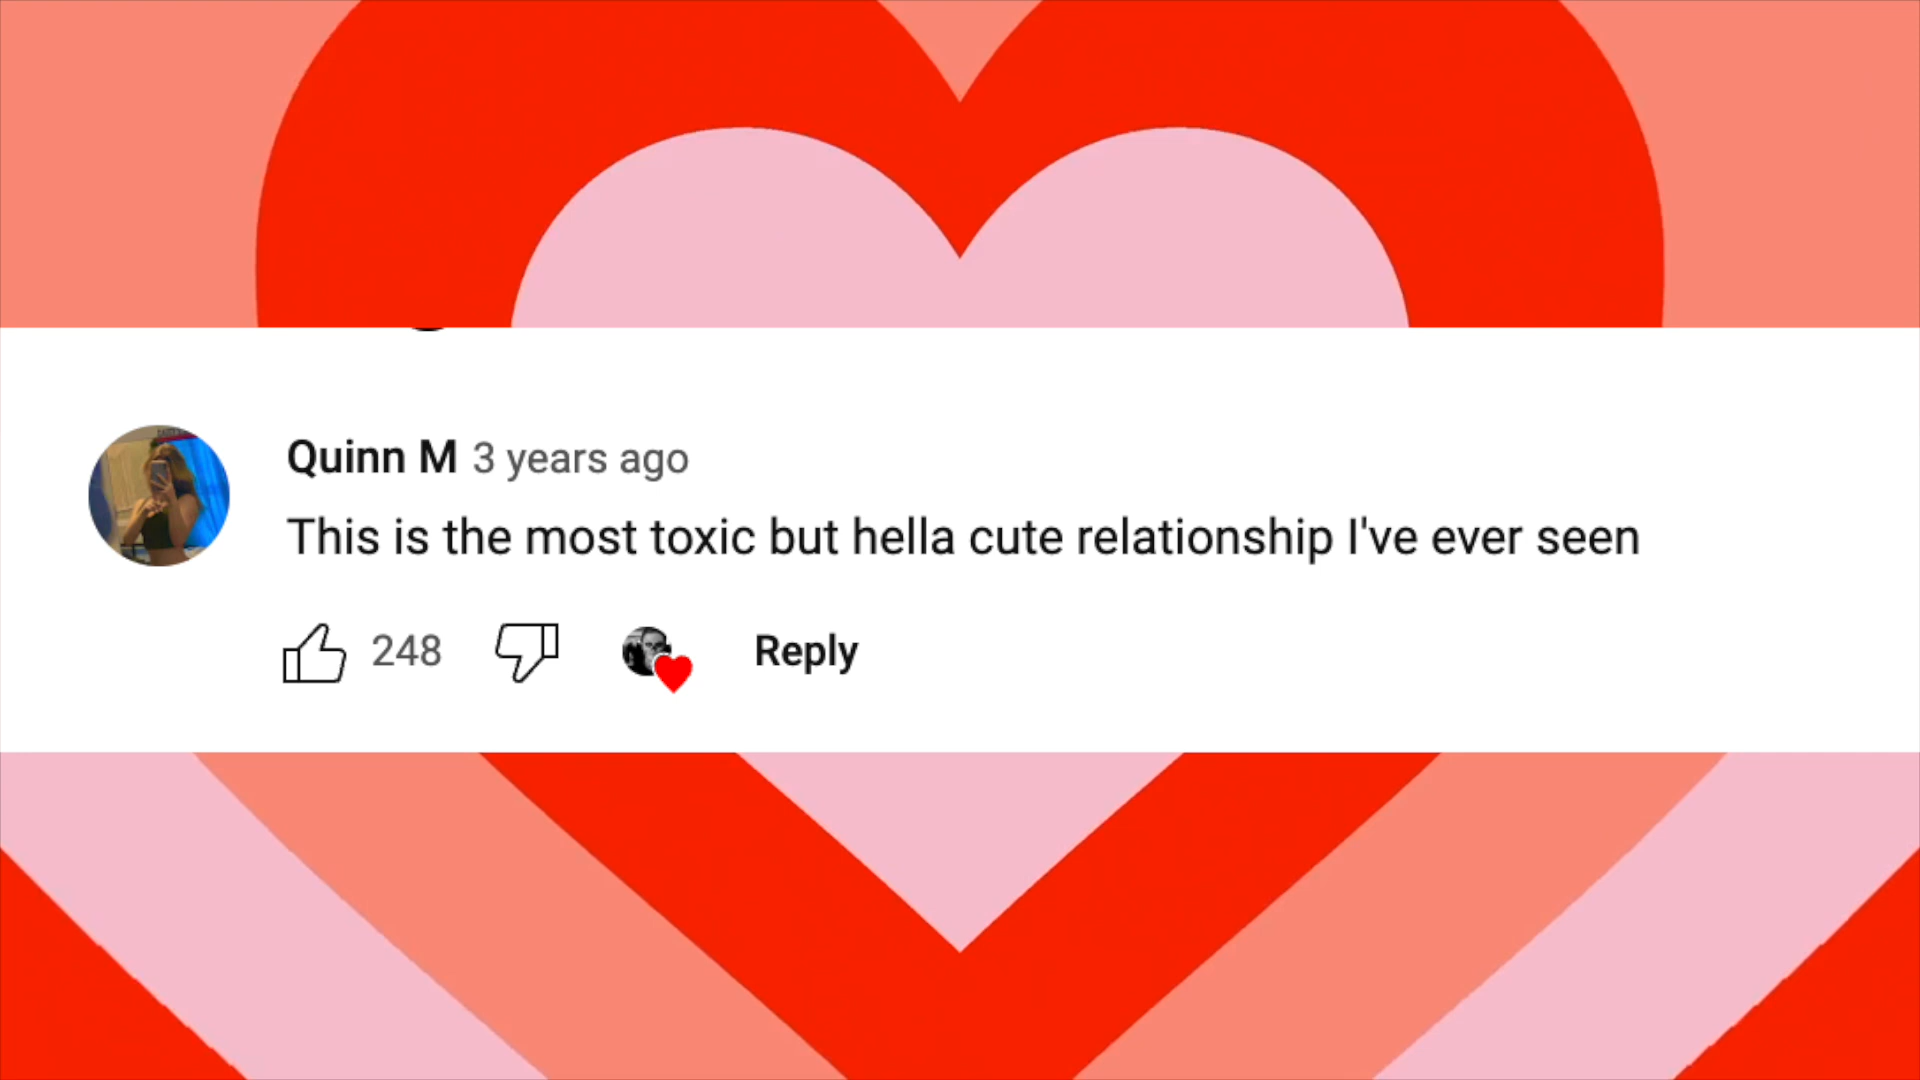 Quinn M 3 years ago
This is the most toxic but hella cute relationship I've ever seen
248
Reply